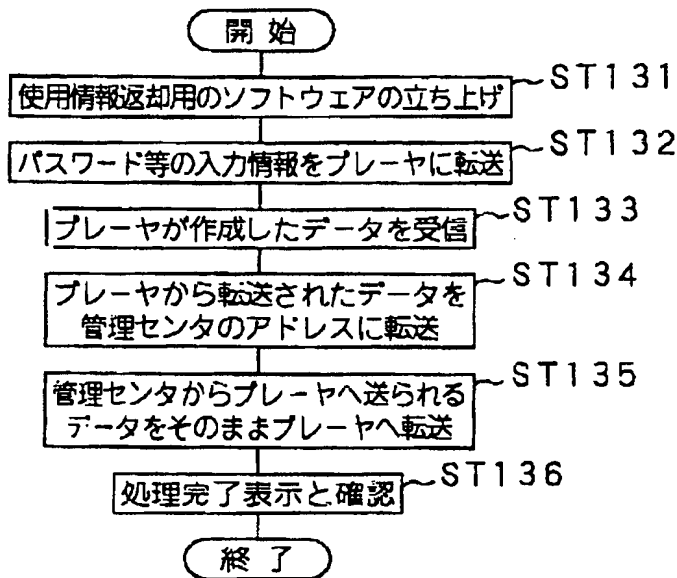 開始
使用情報返却用のソフトウェアの立ち上げ
ST131
パスワード等の入力情報をプレーヤに転送
ST132
プレーヤが作成したデータを受信
ST133
プレーヤから転送されたデータを
管理センタのアドレスに転送
ST134
管理センタからプレーヤへ送られる
データをそのままプレーヤへ転送
ST135
処理完了表示と確認
ST136
終了